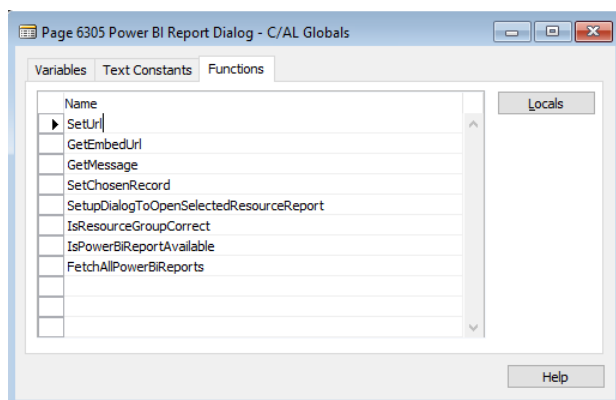 Page 6305 Power BI Report Dialog - C/AL Globals
Variables Text Constants Functions
Name
Locals
SetUrl
GetEmbedUrl
GetMessage
SetChosenRecord
SetupDialogToOpenSelectedResourceReport
IsResourceGroupCorrect
IsPowerBiReportAvailable
FetchAllPowerBiReports
Help